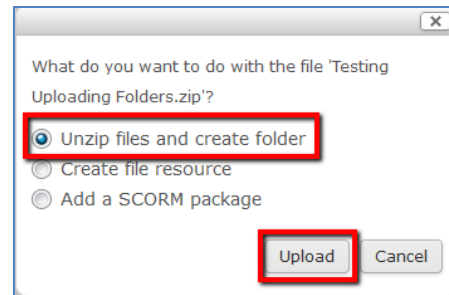 What do you want to do with the file 'Testing
Uploading Folders.zip'?
Unzip files and create folder
Create file resource
Add a SCORM package
Upload Cancel